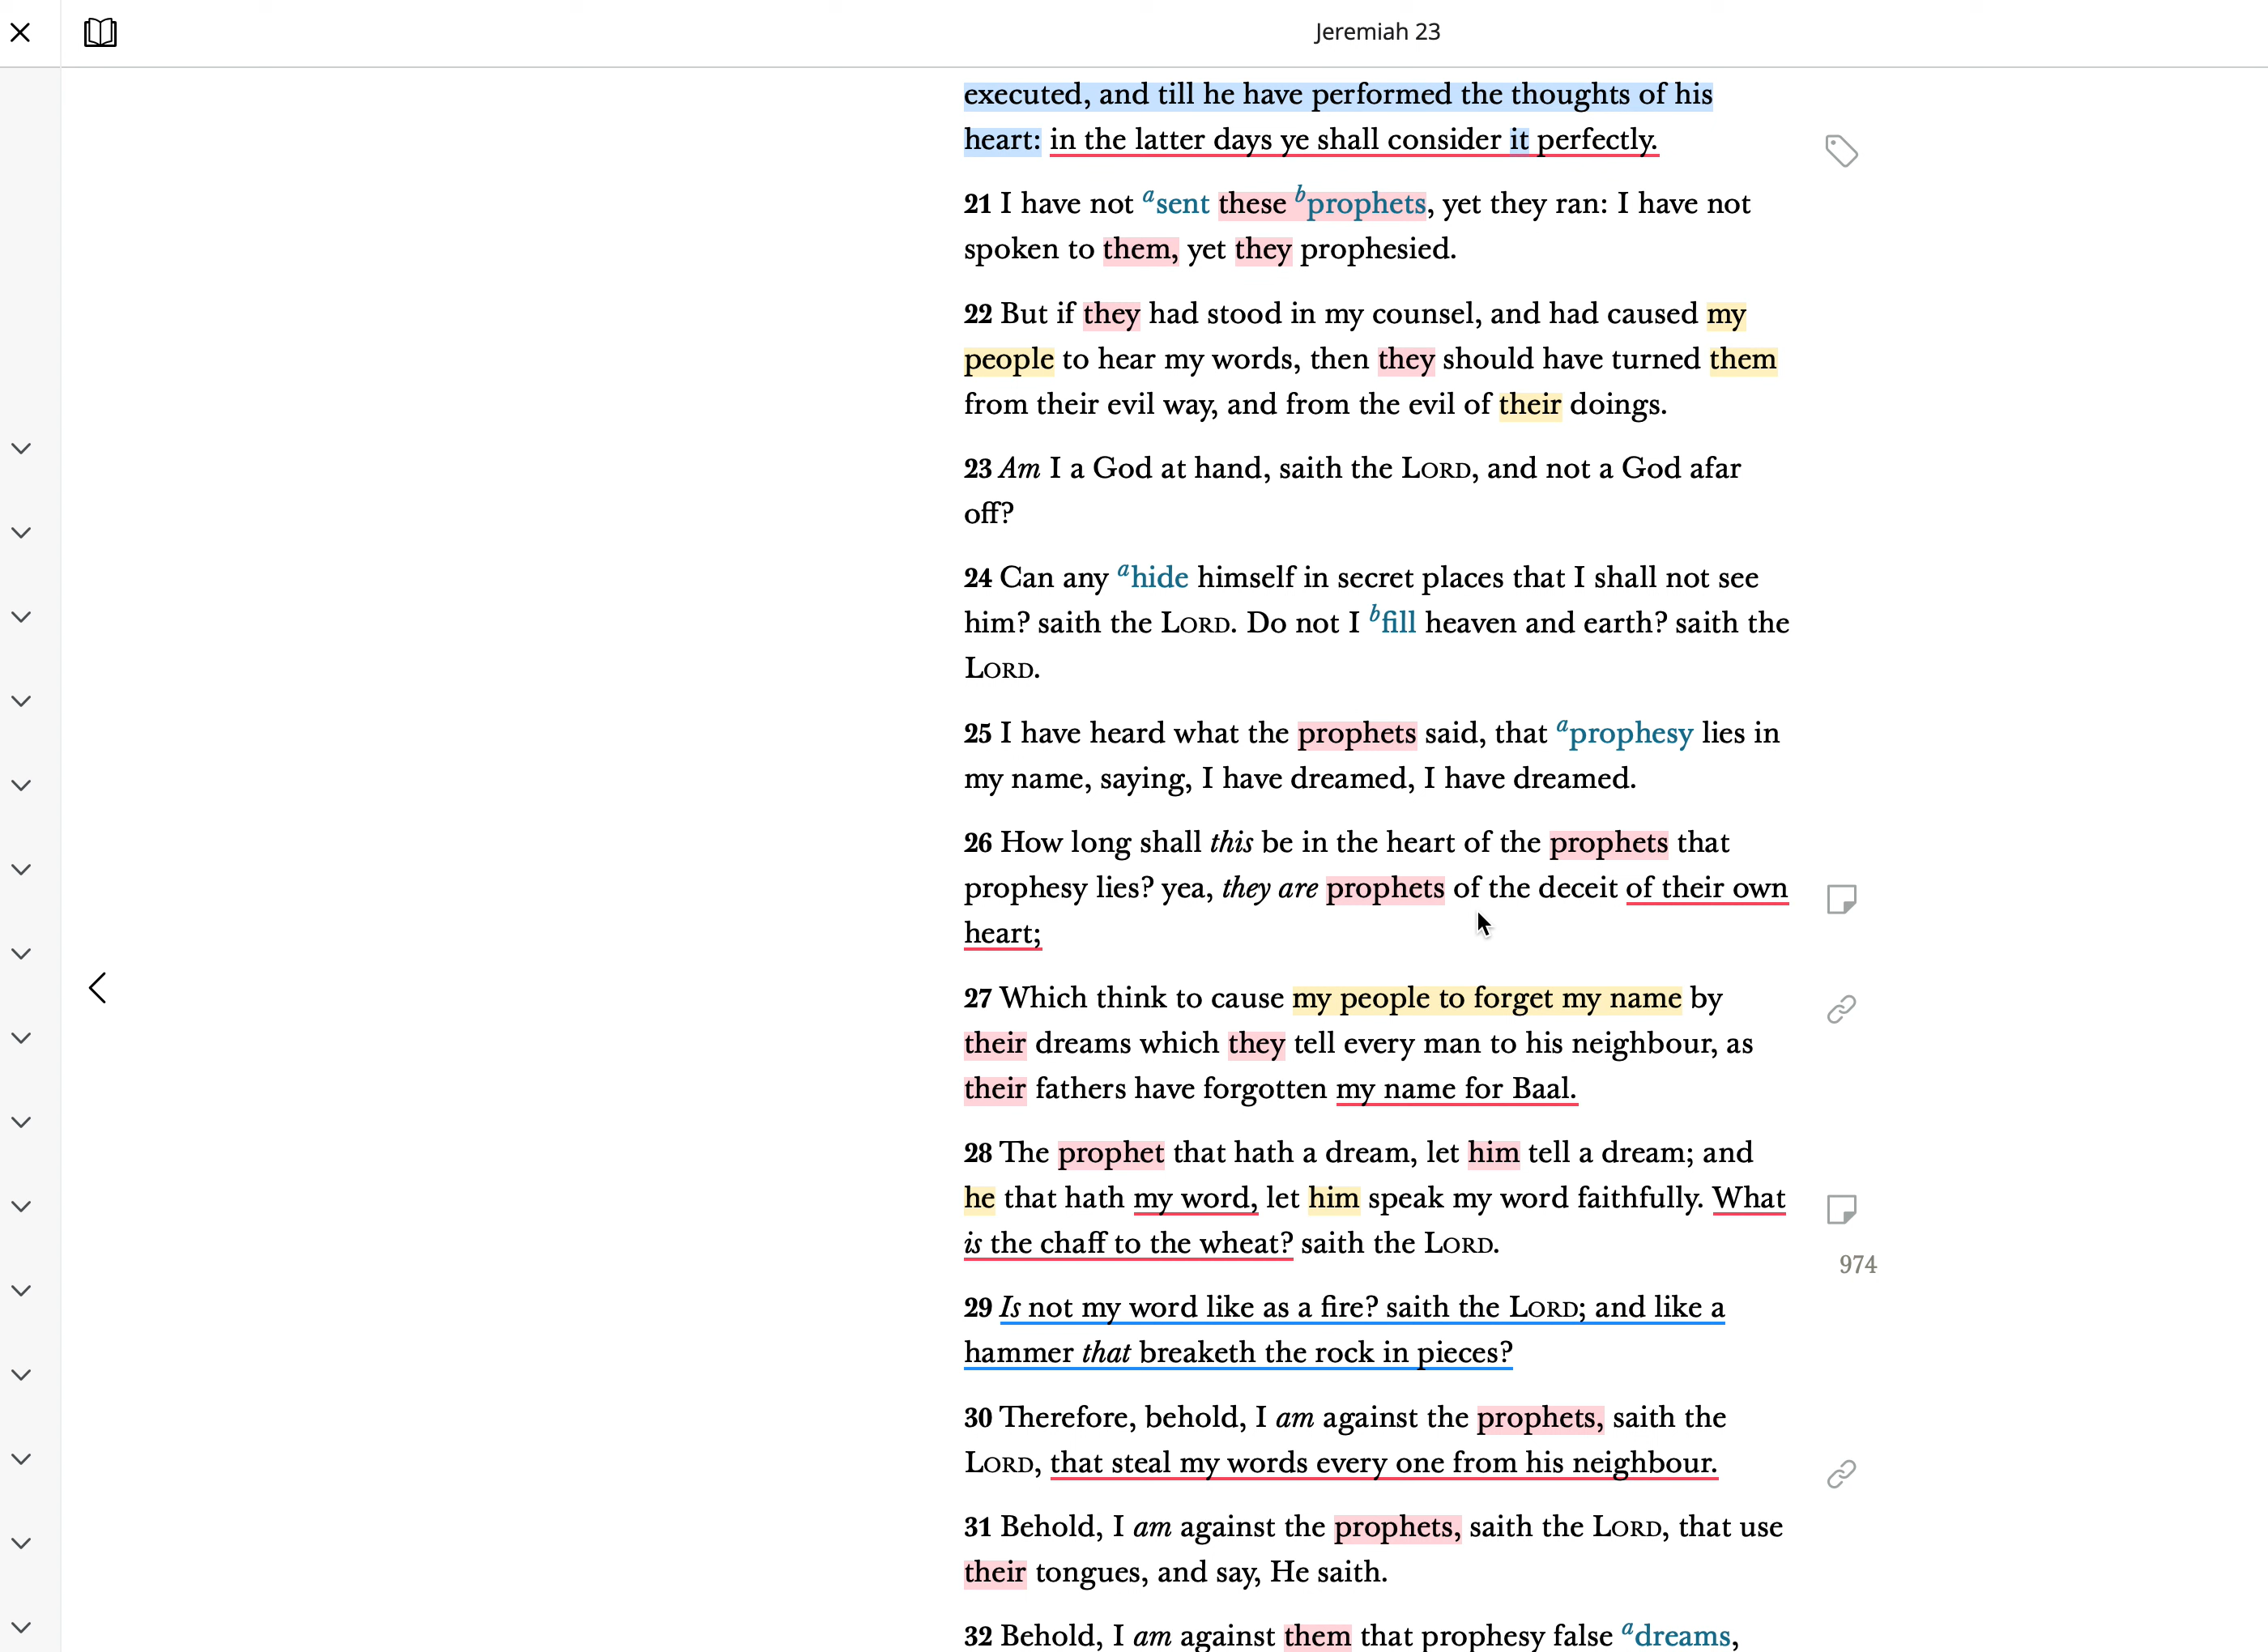 Jeremiah 23
executed, and till he have performed the thoughts of his
heart: in the latter days ye shall consider it perfectly.
21 I have not a sent these b prophets, yet they ran: I have not
spoken to them, yet they prophesied.
22 But if they had stood in my counsel, and had caused my
people to hear my words, then they should have turned them
from their evil way, and from the evil of their doings.
23 Am I a God at hand, saith the LORD, and not a God afar
off?
24 Can any a hide himself in secret places that I shall not see
him? saith the LORD. Do not I b fill heaven and earth? saith the
LORD.
25 I have heard what the prophets said, that a prophesy lies in
my name, saying, I have dreamed, I have dreamed.
26 How long shall this be in the heart of the prophets that
prophesy lies? yea, they are prophets of the deceit of their own
heart;
27 Which think to cause my people to forget my name by
their dreams which they tell every man to his neighbour, as
their fathers have forgotten my name for Baal.
28 The prophet that hath a dream, let him tell a dream; and
he that hath my word, let him speak my word faithfully. What
is the chaff to the wheat? saith the LORD.
974
29 Is not my word like as a fire? saith the LORD; and like a
hammer that breaketh the rock in pieces?
30 Therefore, behold, I am against the prophets, saith the
LORD, that steal my words every one from his neighbour.
31 Behold, I am against the prophets, saith the LORD, that use
their tongues, and say, He saith.
32 Behold, I am against them that prophesy false a dreams,